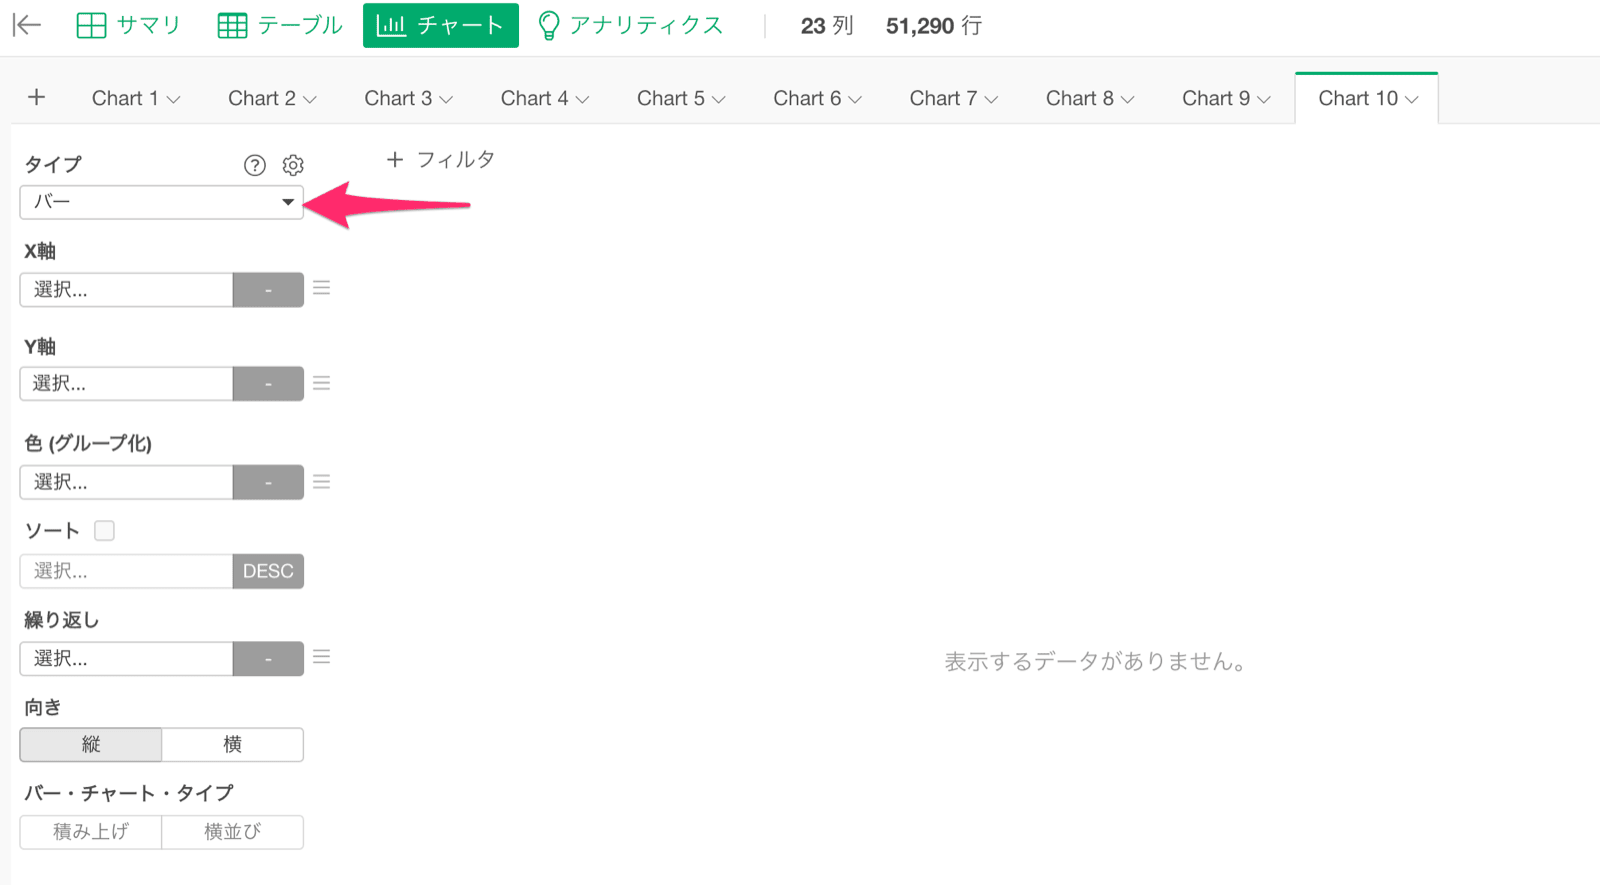 サマリ テーブル チャート アナリティクス 23 列 51,290 行
+ Chart 1 Chart 2 Chart 3 Chart 4 Chart 5 Chart 6 Chart 7 Chart 8 Chart 9 Chart 10
タイプ ? + フィルタ
バー
X軸
選択... -
Y軸
選択... -
色 (グループ化)
選択... -
ソート
選択... DESC
繰り返し
選択... -
表示するデータがありません。
向き
縦 横
バー・チャート・タイプ
積み上げ 横並び